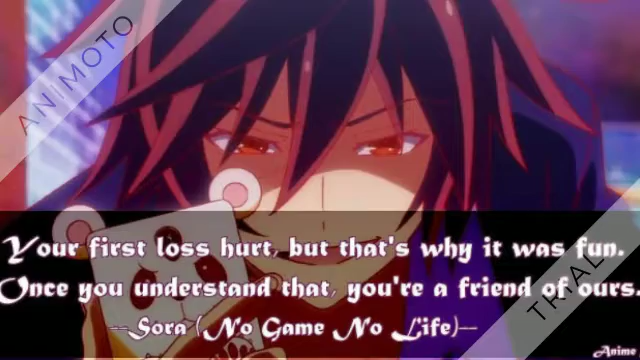 ANIMOTO
Your first loss hurt, but that's why it was fun.
Once you understand that, you're a friend of ours.
—Sora (No Game No Life)—
TRIAL
Anime